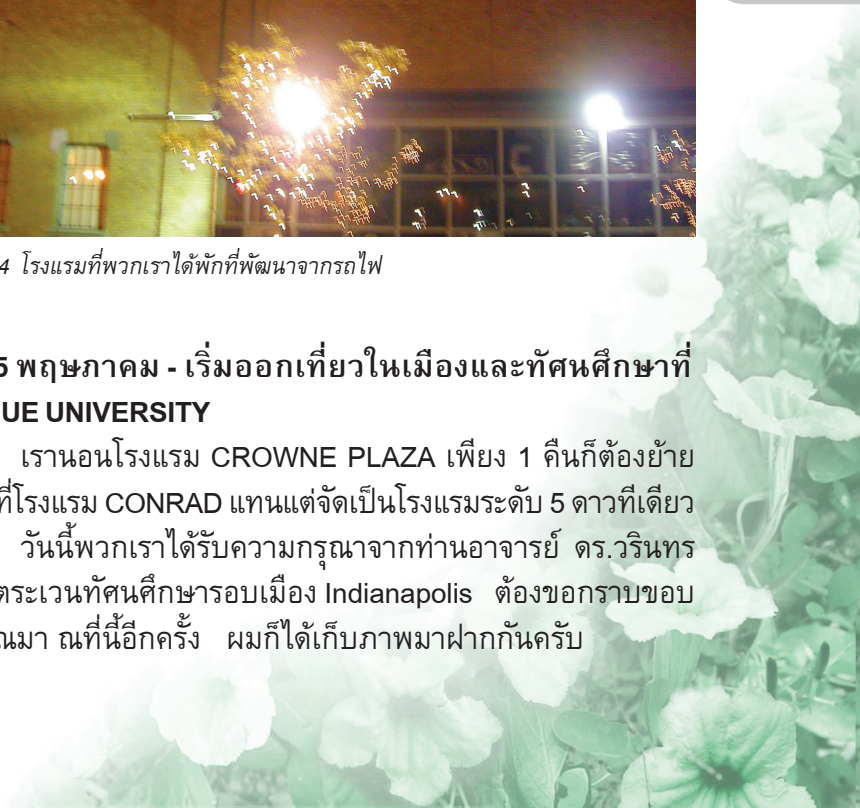 4 โรงแรมที่พวกเราได้พักที่พัฒนาจากรถไฟ
5 พฤษภาคม - เริ่มออกเที่ยวในเมืองและทัศนศึกษาที่
UE UNIVERSITY
เรานอนโรงแรม CROWNE PLAZA เพียง 1 คืนก็ต้องย้าย
ที่โรงแรม CONRAD แทนแต่จัดเป็นโรงแรมระดับ 5 ดาวทีเดียว
วันนี้พวกเราได้รับความกรุณาจากท่านอาจารย์ ดร.วรินทร
ตระเวนทัศนศึกษารอบเมือง Indianapolis ต้องขอกราบขอบ
ณมา ณที่นี้อีกครั้ง ผมก็ได้เก็บภาพมาฝากกันครับ